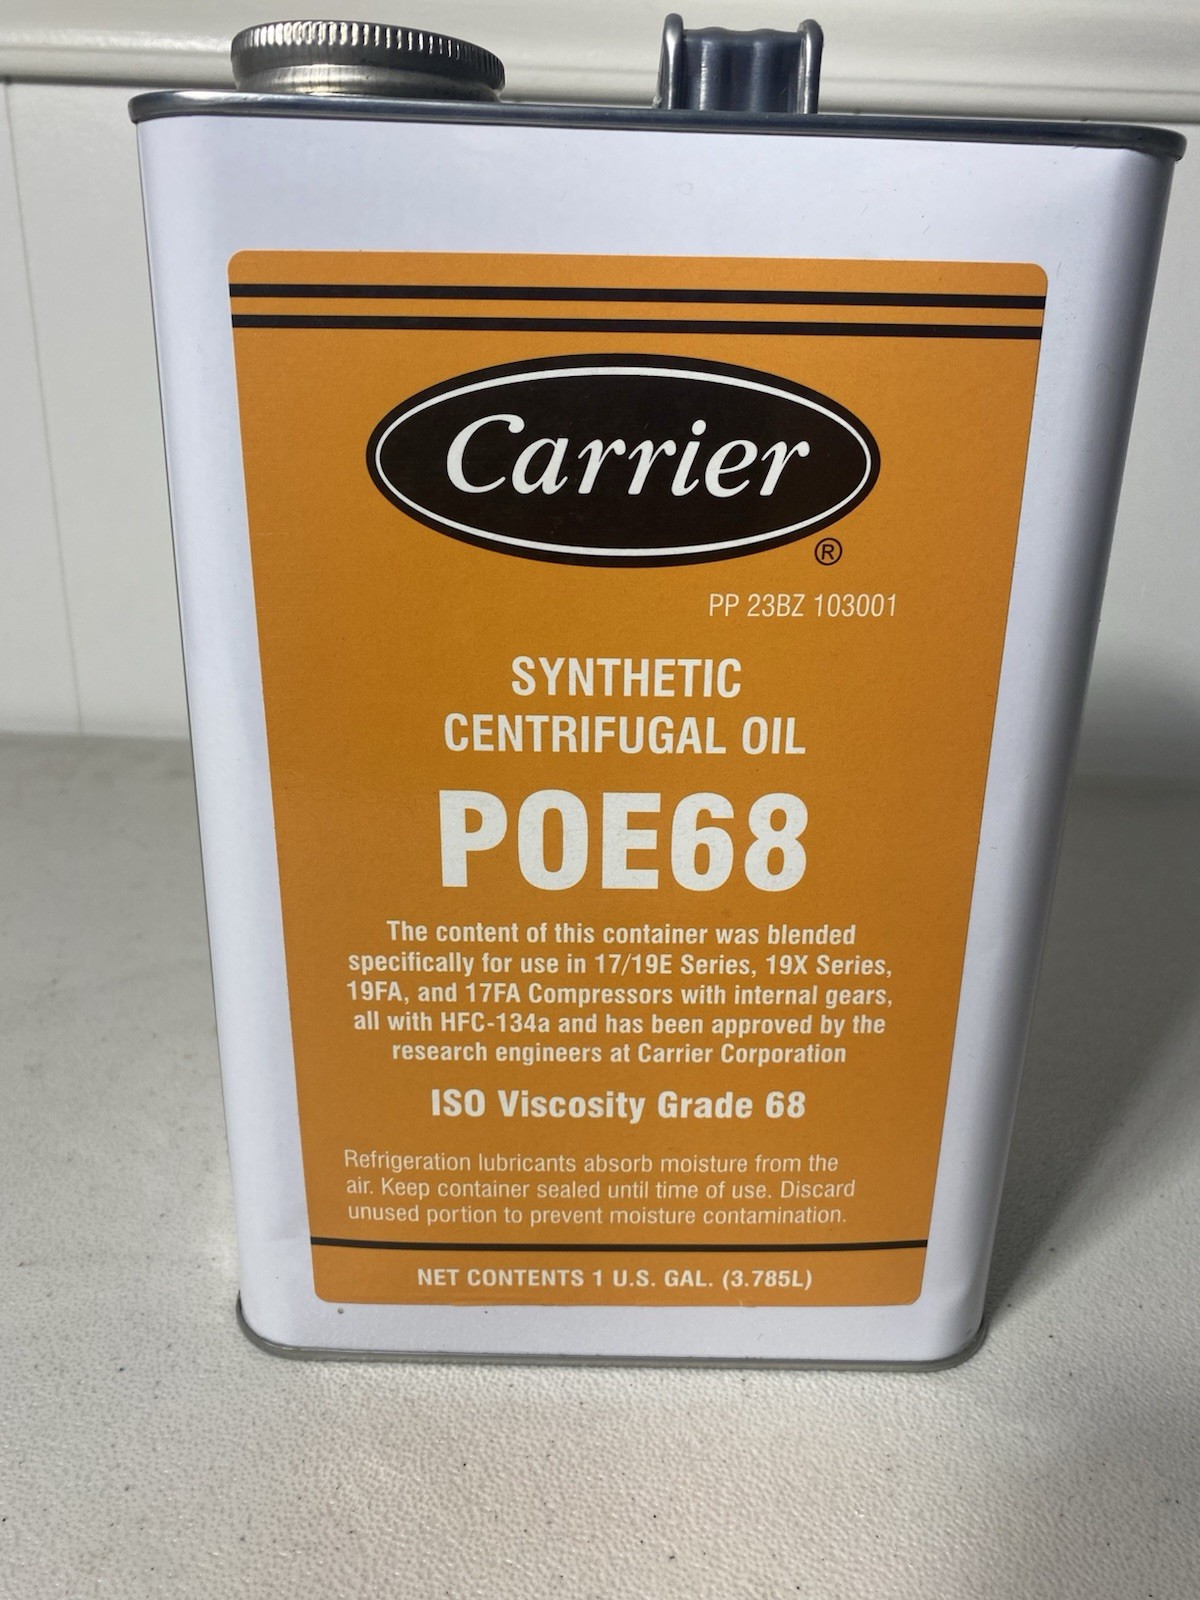 Carrier
®
PP 23BZ 103001
SYNTHETIC
CENTRIFUGAL OIL
POE68
The content of this container was blended
specifically for use in 17/19E Series, 19X Series,
19FA, and 17FA Compressors with internal gears,
all with HFC-134a and has been approved by the
research engineers at Carrier Corporation
ISO Viscosity Grade 68
Refrigeration lubricants absorb moisture from the
air. Keep container sealed until time of use. Discard
unused portion to prevent moisture contamination.
NET CONTENTS 1 U.S. GAL. (3.785L)